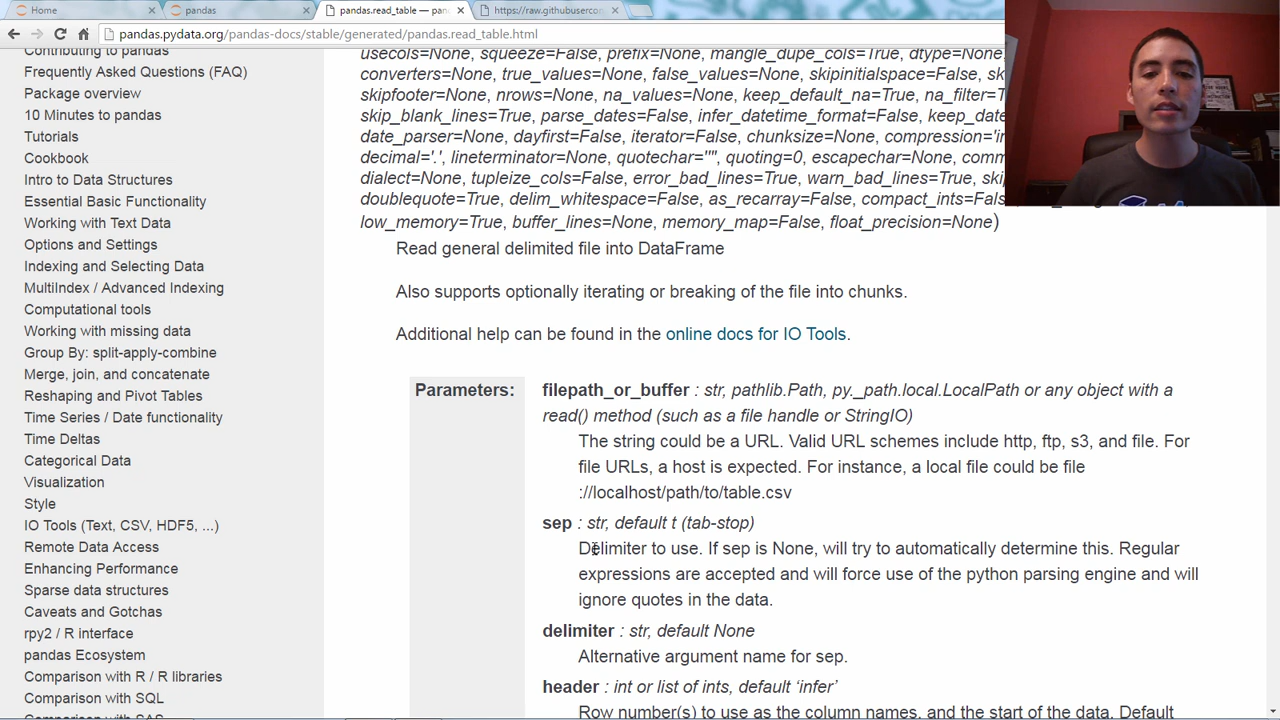 Home
pandas
pandas.read_table — pan
https://raw.githubuserco
pandas.pydata.org/pandas-docs/stable/generated/pandas.read_table.html
Contributing to pandas
Frequently Asked Questions (FAQ)
Package overview
10 Minutes to pandas
Tutorials
Cookbook
Intro to Data Structures
Essential Basic Functionality
Working with Text Data
Options and Settings
Indexing and Selecting Data
MultiIndex / Advanced Indexing
Computational tools
Working with missing data
Group By: split-apply-combine
Merge, join, and concatenate
Reshaping and Pivot Tables
Time Series / Date functionality
Time Deltas
Categorical Data
Visualization
Style
IO Tools (Text, CSV, HDF5, ...)
Remote Data Access
Enhancing Performance
Sparse data structures
Caveats and Gotchas
rpy2 / R interface
pandas Ecosystem
Comparison with R / R libraries
Comparison with SQL
Comparison with SAS
usecols=None, squeeze=False, prefix=None, mangle_dupe_cols=True, dtype=None,
converters=None, true_values=None, false_values=None, skipinitialspace=False, sk
skipfooter=None, nrows=None, na_values=None, keep_default_na=True, na_filter=T
skip_blank_lines=True, parse_dates=False, infer_datetime_format=False, keep_date
date_parser=None, dayfirst=False, iterator=False, chunksize=None, compression='in
decimal='.', lineterminator=None, quotechar='"', quoting=0, escapechar=None, comm
dialect=None, tupleize_cols=False, error_bad_lines=True, warn_bad_lines=True, ski
doublequote=True, delim_whitespace=False, as_recarray=False, compact_ints=Fals
low_memory=True, buffer_lines=None, memory_map=False, float_precision=None)
Read general delimited file into DataFrame
Also supports optionally iterating or breaking of the file into chunks.
Additional help can be found in the online docs for IO Tools.
Parameters:
filepath_or_buffer : str, pathlib.Path, py._path.local.LocalPath or any object with a
read() method (such as a file handle or StringIO)
The string could be a URL. Valid URL schemes include http, ftp, s3, and file. For
file URLs, a host is expected. For instance, a local file could be file
://localhost/path/to/table.csv
sep : str, default t (tab-stop)
Delimiter to use. If sep is None, will try to automatically determine this. Regular
expressions are accepted and will force use of the python parsing engine and will
ignore quotes in the data.
delimiter : str, default None
Alternative argument name for sep.
header : int or list of ints, default ‘infer’
Row number(s) to use as the column names, and the start of the data. Default